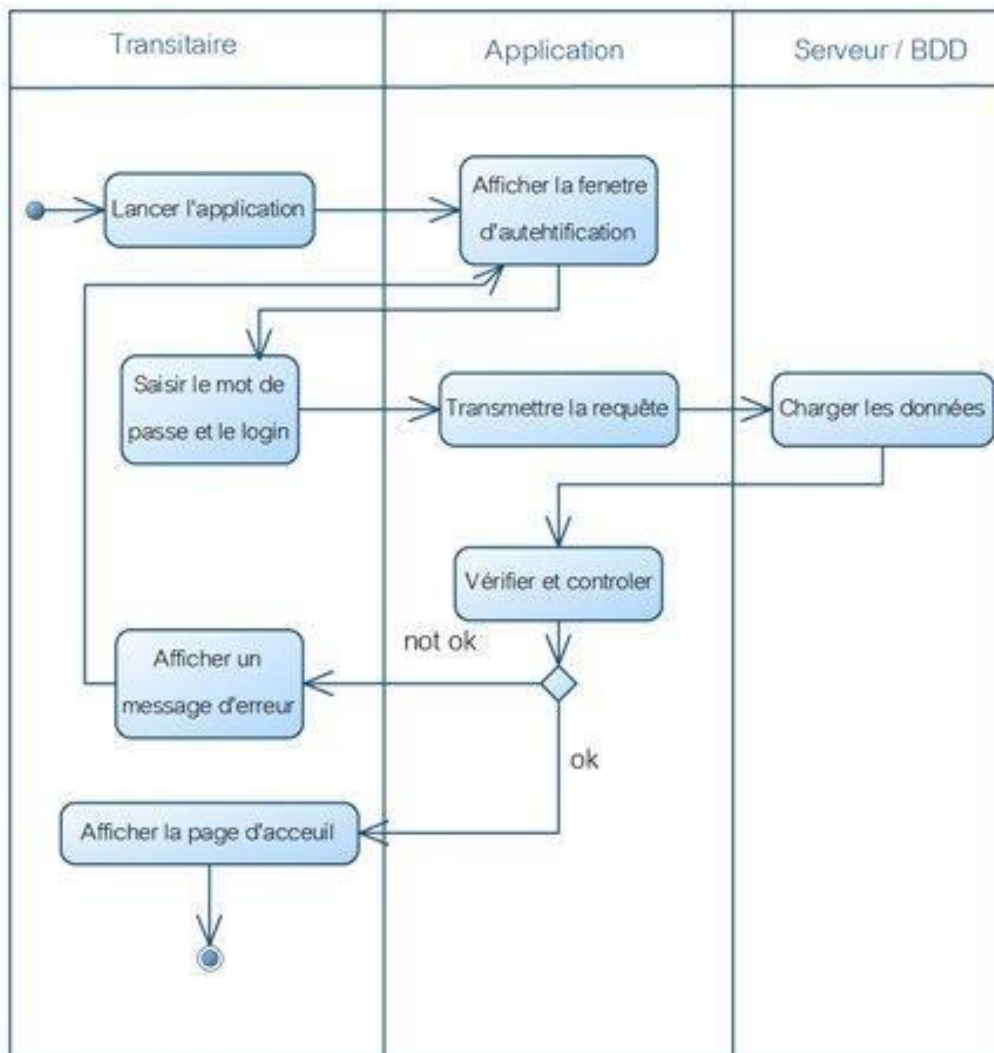 Transitaire
Application
Serveur / BDD
Lancer l'application
Afficher la fenetre
d'autehtification
Saisir le mot de
passe et le login
Transmettre la requête
Charger les données
Vérifier et controler
not ok
Afficher un
message d'erreur
ok
Afficher la page d'acceuil